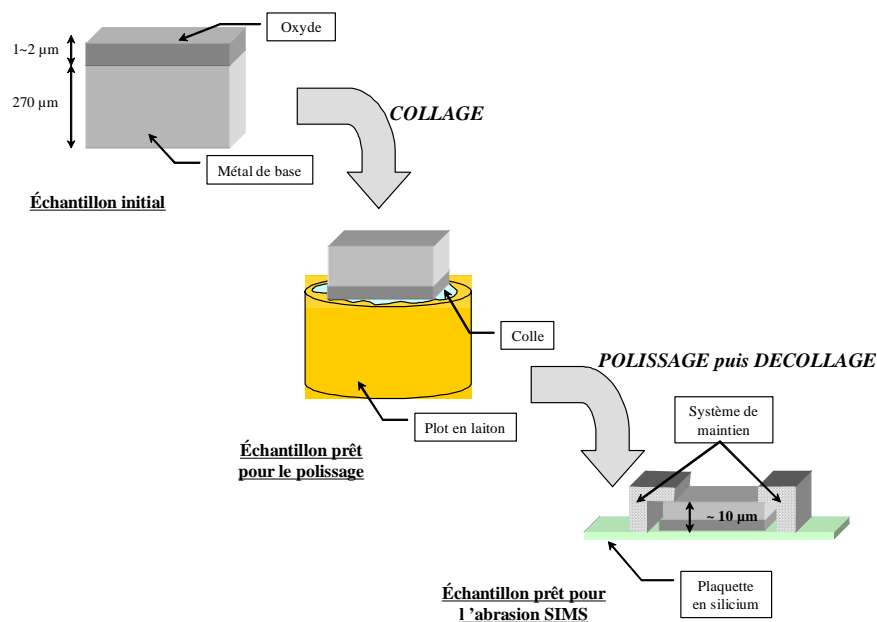 Oxyde
1~2 µm
270 µm
COLLAGE
Métal de base
Échantillon initial
Colle
POLISSAGE puis DECOLLAGE
Plot en laiton
Système de
maintien
Échantillon prêt
pour le polissage
~ 10 µm
Échantillon prêt pour
l ’abrasion SIMS
Plaquette
en silicium